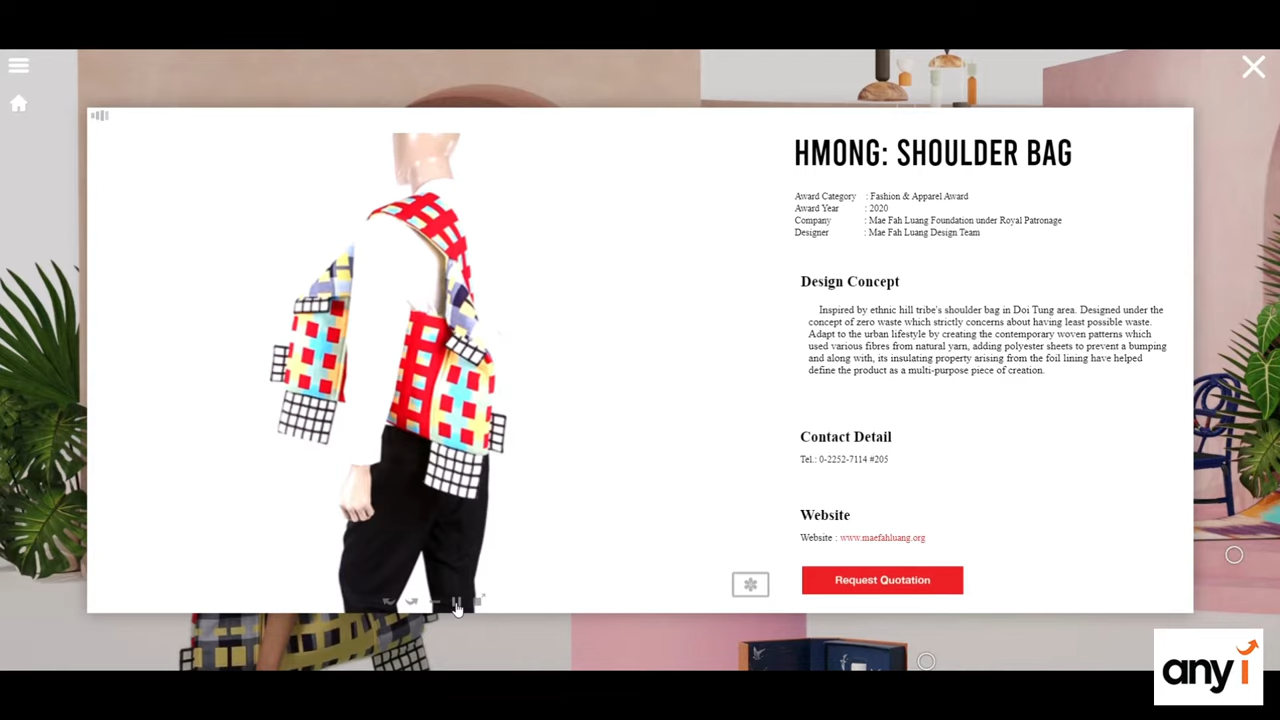 HMONG: SHOULDER BAG
Award Category : Fashion & Apparel Award
Award Year : 2020
Company : Mae Fah Luang Foundation under Royal Patronage
Designer : Mae Fah Luang Design Team
Design Concept
Inspired by ethnic hill tribe's shoulder bag in Doi Tung area. Designed under the
concept of zero waste which strictly concerns about having least possible waste.
Adapt to the urban lifestyle by creating the contemporary woven patterns which
used various fibres from natural yarn, adding polyester sheets to prevent a bumping
and along with, its insulating property arising from the foil lining have helped
define the product as a multi-purpose piece of creation.
Contact Detail
Tel.: 0-2252-7114 #205
Website
Website : www.maefahluang.org
Request Quotation
any i